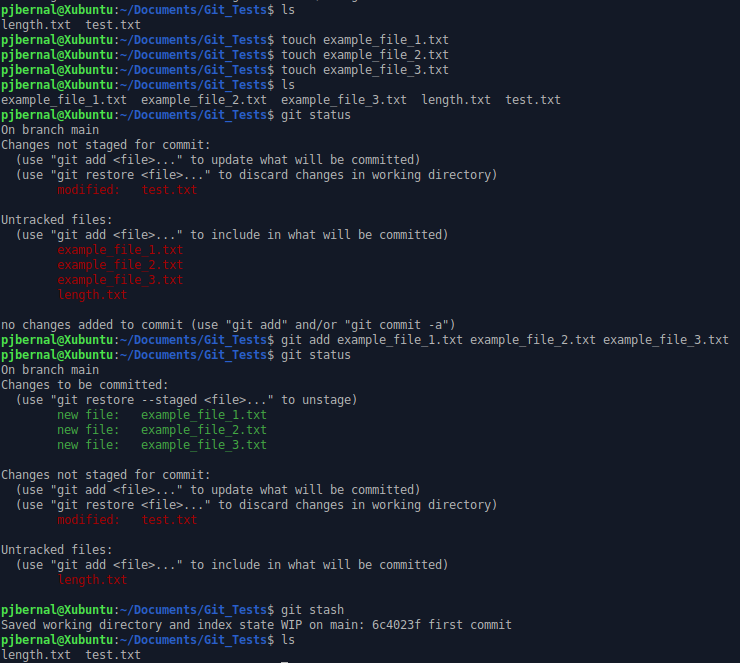 pjbernal@Xubuntu:~/Documents/Git_Tests$ ls
length.txt  test.txt
pjbernal@Xubuntu:~/Documents/Git_Tests$ touch example_file_1.txt
pjbernal@Xubuntu:~/Documents/Git_Tests$ touch example_file_2.txt
pjbernal@Xubuntu:~/Documents/Git_Tests$ touch example_file_3.txt
pjbernal@Xubuntu:~/Documents/Git_Tests$ ls
example_file_1.txt  example_file_2.txt  example_file_3.txt  length.txt  test.txt
pjbernal@Xubuntu:~/Documents/Git_Tests$ git status
On branch main
Changes not staged for commit:
  (use "git add <file>..." to update what will be committed)
  (use "git restore <file>..." to discard changes in working directory)
        modified:   test.txt

Untracked files:
  (use "git add <file>..." to include in what will be committed)
        example_file_1.txt
        example_file_2.txt
        example_file_3.txt
        length.txt

no changes added to commit (use "git add" and/or "git commit -a")
pjbernal@Xubuntu:~/Documents/Git_Tests$ git add example_file_1.txt example_file_2.txt example_file_3.txt
pjbernal@Xubuntu:~/Documents/Git_Tests$ git status
On branch main
Changes to be committed:
  (use "git restore --staged <file>..." to unstage)
        new file:   example_file_1.txt
        new file:   example_file_2.txt
        new file:   example_file_3.txt

Changes not staged for commit:
  (use "git add <file>..." to update what will be committed)
  (use "git restore <file>..." to discard changes in working directory)
        modified:   test.txt

Untracked files:
  (use "git add <file>..." to include in what will be committed)
        length.txt

pjbernal@Xubuntu:~/Documents/Git_Tests$ git stash
Saved working directory and index state WIP on main: 6c4023f first commit
pjbernal@Xubuntu:~/Documents/Git_Tests$ ls
length.txt  test.txt